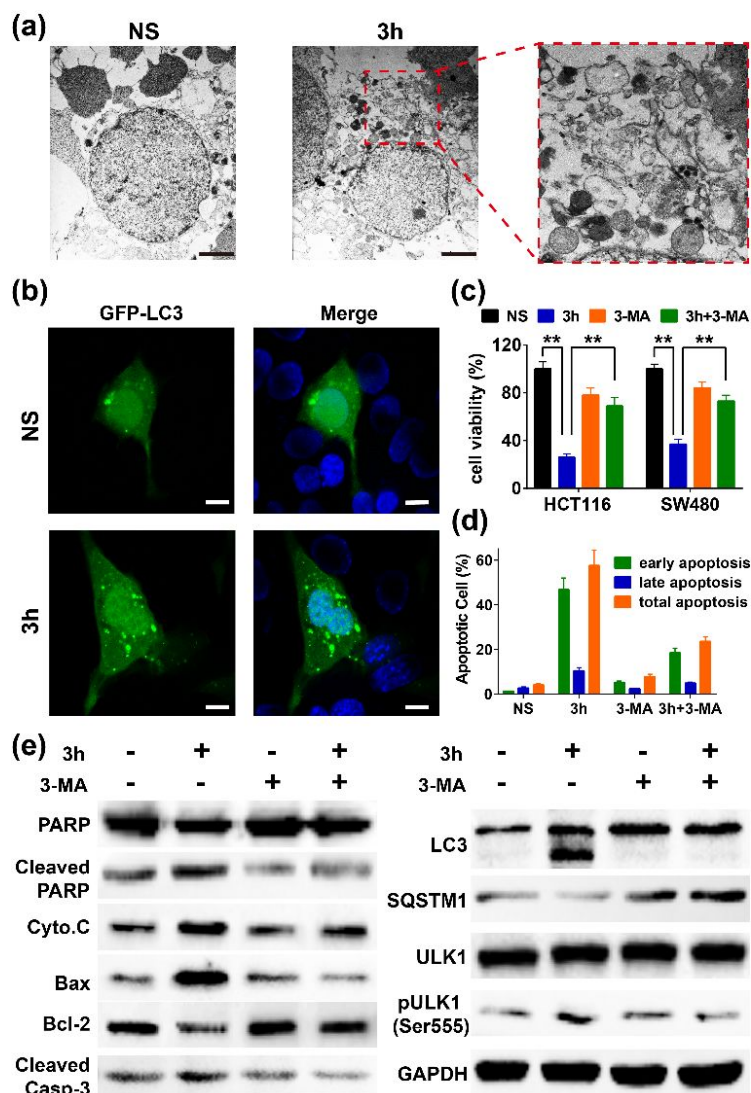 (a)
NS
3h
(b)
GFP-LC3
Merge
NS
3h
(c)
NS
3h
3-MA
3h+3-MA
cell viability (%)
120
80
40
0
**
**
**
**
HCT116
SW480
(d)
Apoptotic Cell (%)
60
40
20
0
early apoptosis
late apoptosis
total apoptosis
NS
3h
3-MA
3h+3-MA
(e)
3h - + - +
3-MA - - + +
PARP
Cleaved
PARP
Cyto.C
Bax
Bcl-2
Cleaved
Casp-3
3h - + - +
3-MA - - + +
LC3
SQSTM1
ULK1
pULK1
(Ser555)
GAPDH